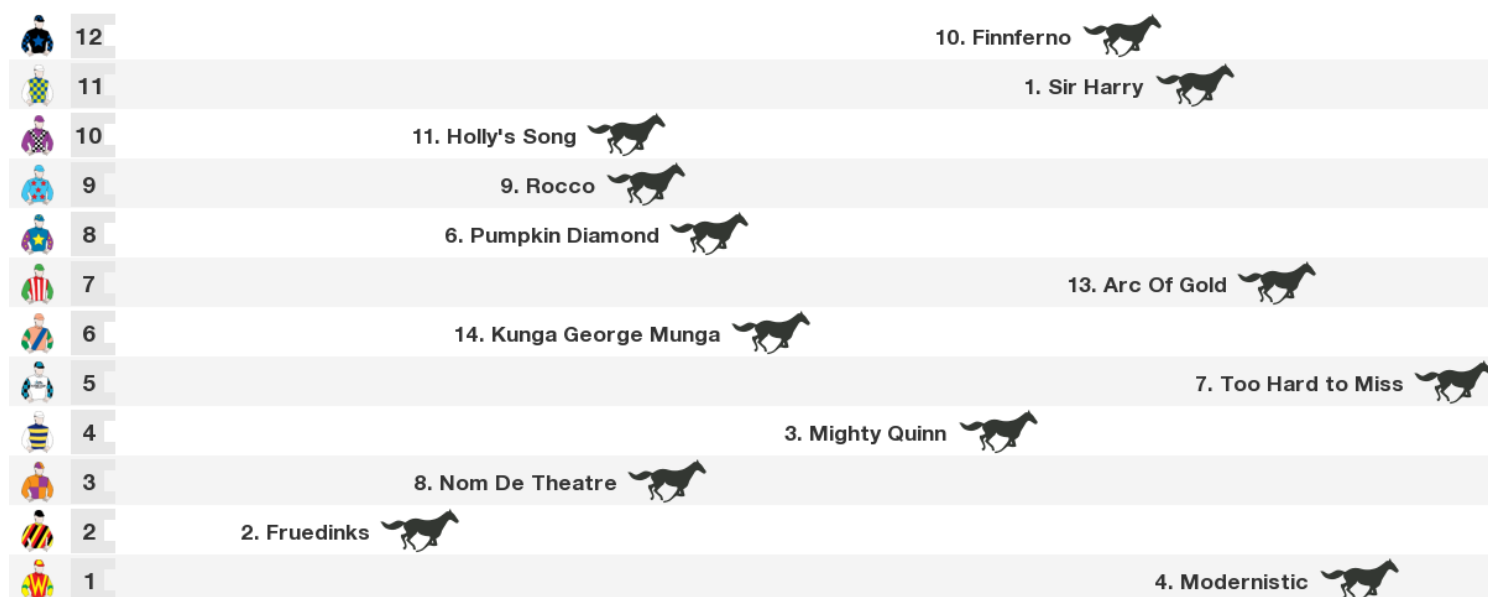 12 10. Finnferno
11 1. Sir Harry
10 11. Holly's Song
9 9. Rocco
8 6. Pumpkin Diamond
7 13. Arc Of Gold
6 14. Kunga George Munga
5 7. Too Hard to Miss
4 3. Mighty Quinn
3 8. Nom De Theatre
2 2. Fruedinks
W 1 4. Modernistic